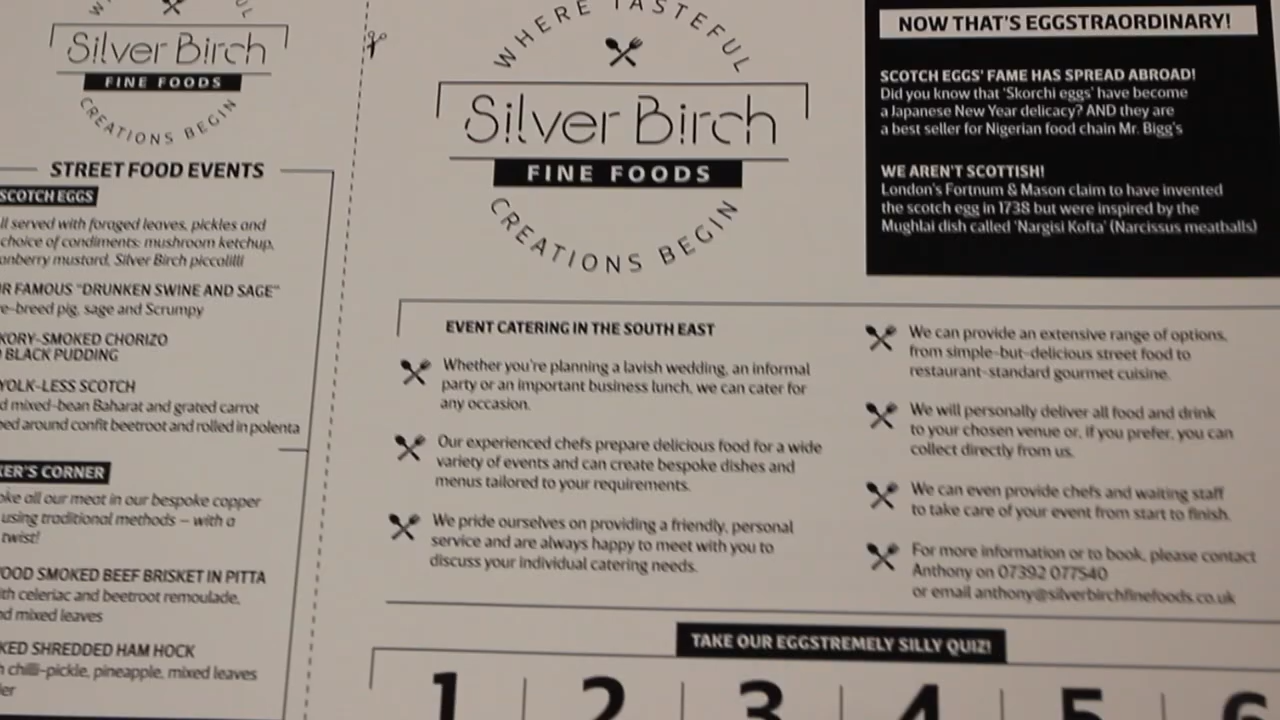 Silver Birch
FINE FOODS
CREATIONS BEGIN
STREET FOOD EVENTS
SCOTCH EGGS
served with foraged leaves, pickles and
choice of condiments: mushroom ketchup,
mustard, Silver Birch piccalilli
FAMOUS "DRUNKEN SWINE AND SAGE"
pig, sage and Scrumpy
SMOKED CHORIZO
BLACK PUDDING
YOLK-LESS SCOTCH
mixed-bean Baharat and grated carrot
around confit beetroot and rolled in polenta
CORNER
all our meat in our bespoke copper
using traditional methods – with a
twist!
SMOKED BEEF BRISKET IN PITTA
celeriac and beetroot remoulade,
mixed leaves
SHREDDED HAM HOCK
chilli-pickle, pineapple, mixed leaves
WHERE TASTEFUL
Silver Birch
FINE FOODS
CREATIONS BEGIN
NOW THAT'S EGGSTRAORDINARY!
SCOTCH EGGS' FAME HAS SPREAD ABROAD!
Did you know that 'Skorchi eggs' have become
a Japanese New Year delicacy? AND they are
a best seller for Nigerian food chain Mr. Bigg's
WE AREN'T SCOTTISH!
London's Fortnum & Mason claim to have invented
the scotch egg in 1738 but were inspired by the
Mughlai dish called 'Nargisi Kofta' (Narcissus meatballs)
EVENT CATERING IN THE SOUTH EAST
Whether you're planning a lavish wedding, an informal
party or an important business lunch, we can cater for
any occasion.
Our experienced chefs prepare delicious food for a wide
variety of events and can create bespoke dishes and
menus tailored to your requirements.
We pride ourselves on providing a friendly, personal
service and are always happy to meet with you to
discuss your individual catering needs.
We can provide an extensive range of options,
from simple-but-delicious street food to
restaurant-standard gourmet cuisine.
We will personally deliver all food and drink
to your chosen venue or, if you prefer, you can
collect directly from us.
We can even provide chefs and waiting staff
to take care of your event from start to finish.
For more information or to book, please contact
Anthony on 07392 077540
or email anthony@silverbirchfinefoods.co.uk
TAKE OUR EGGSTREMELY SILLY QUIZ!
1 2 3 4 5 6